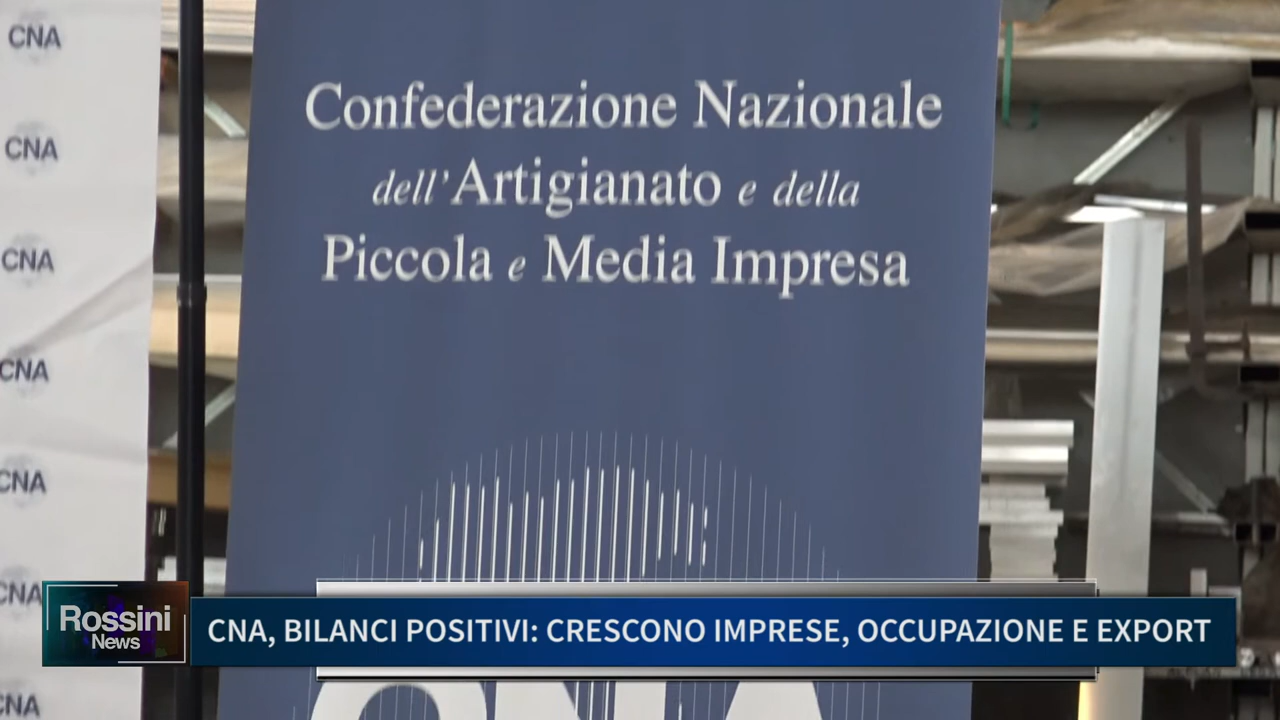 CNA
CNA
CNA
CNA
CNA
CNA
CNA
Confederazione Nazionale
dell'Artigianato e della
Piccola e Media Impresa
CNA
Rossini
News
CNA, BILANCI POSITIVI: CRESCONO IMPRESE, OCCUPAZIONE E EXPORT